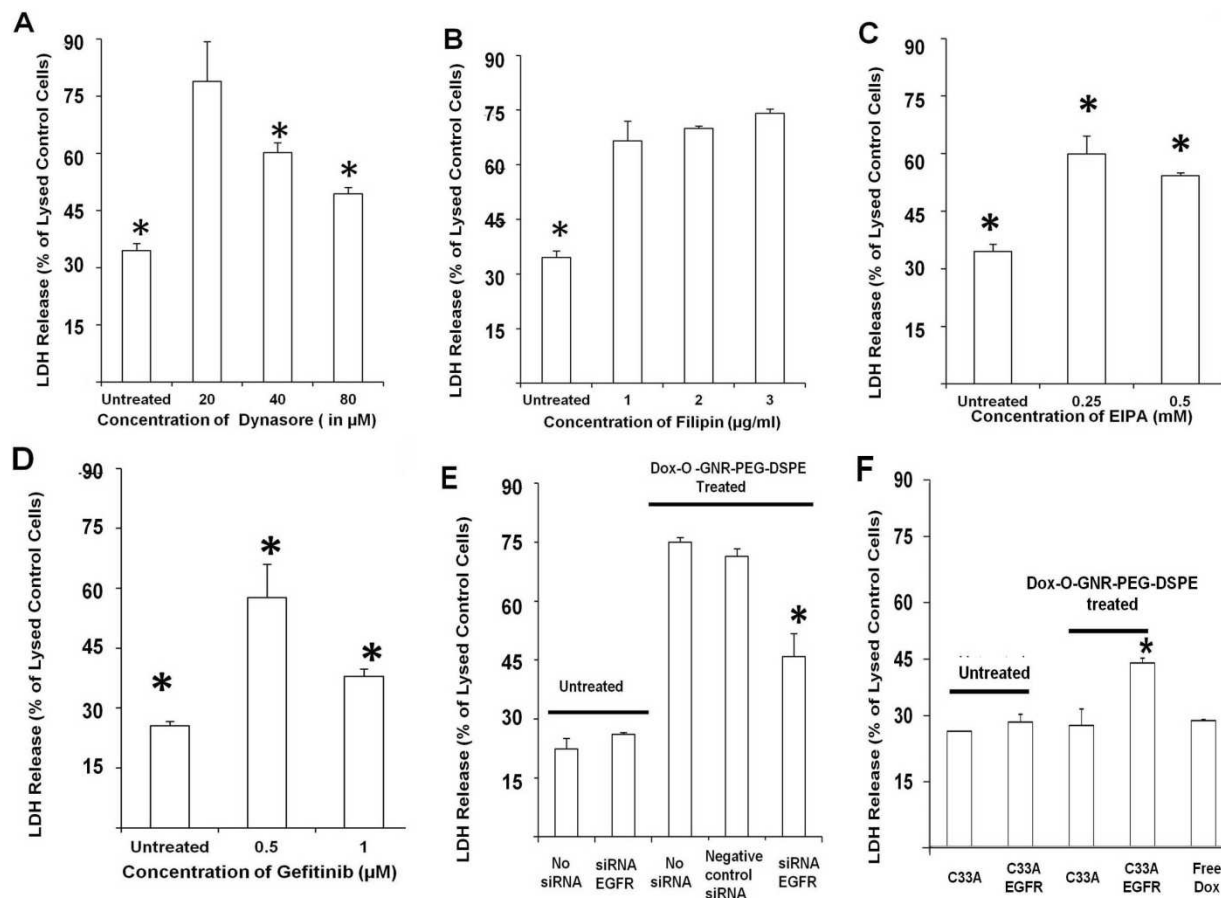 A
LDH Release (% of Lysed Control Cells)
90
75
60
45
30
15
*
*
*
Untreated 20 40 80
Concentration of Dynasore ( in µM)
B
LDH Release (% of Lysed Control Cells)
90
75
60
45
30
15
*
Untreated 1 2 3
Concentration of Filipin (µg/ml)
C
LDH Release (% of Lysed Control Cells)
90
75
60
45
30
15
*
*
*
Untreated 0.25 0.5
Concentration of EIPA (mM)
D
LDH Release (% of Lysed Control Cells)
90
75
60
45
30
15
*
*
*
Untreated 0.5 1
Concentration of Gefitinib (µM)
E
LDH Release (% of Lysed Control Cells)
90
75
60
45
30
15
Dox-O -GNR-PEG-DSPE
Treated
Untreated
*
No siRNA No Negative siRNA
siRNA EGFR siRNA control EGFR
siRNA
F
LDH Release (% of Lysed Control Cells)
90
75
60
45
30
15
Dox-O-GNR-PEG-DSPE
treated
Untreated
*
C33A C33A C33A C33A Free
EGFR EGFR Dox